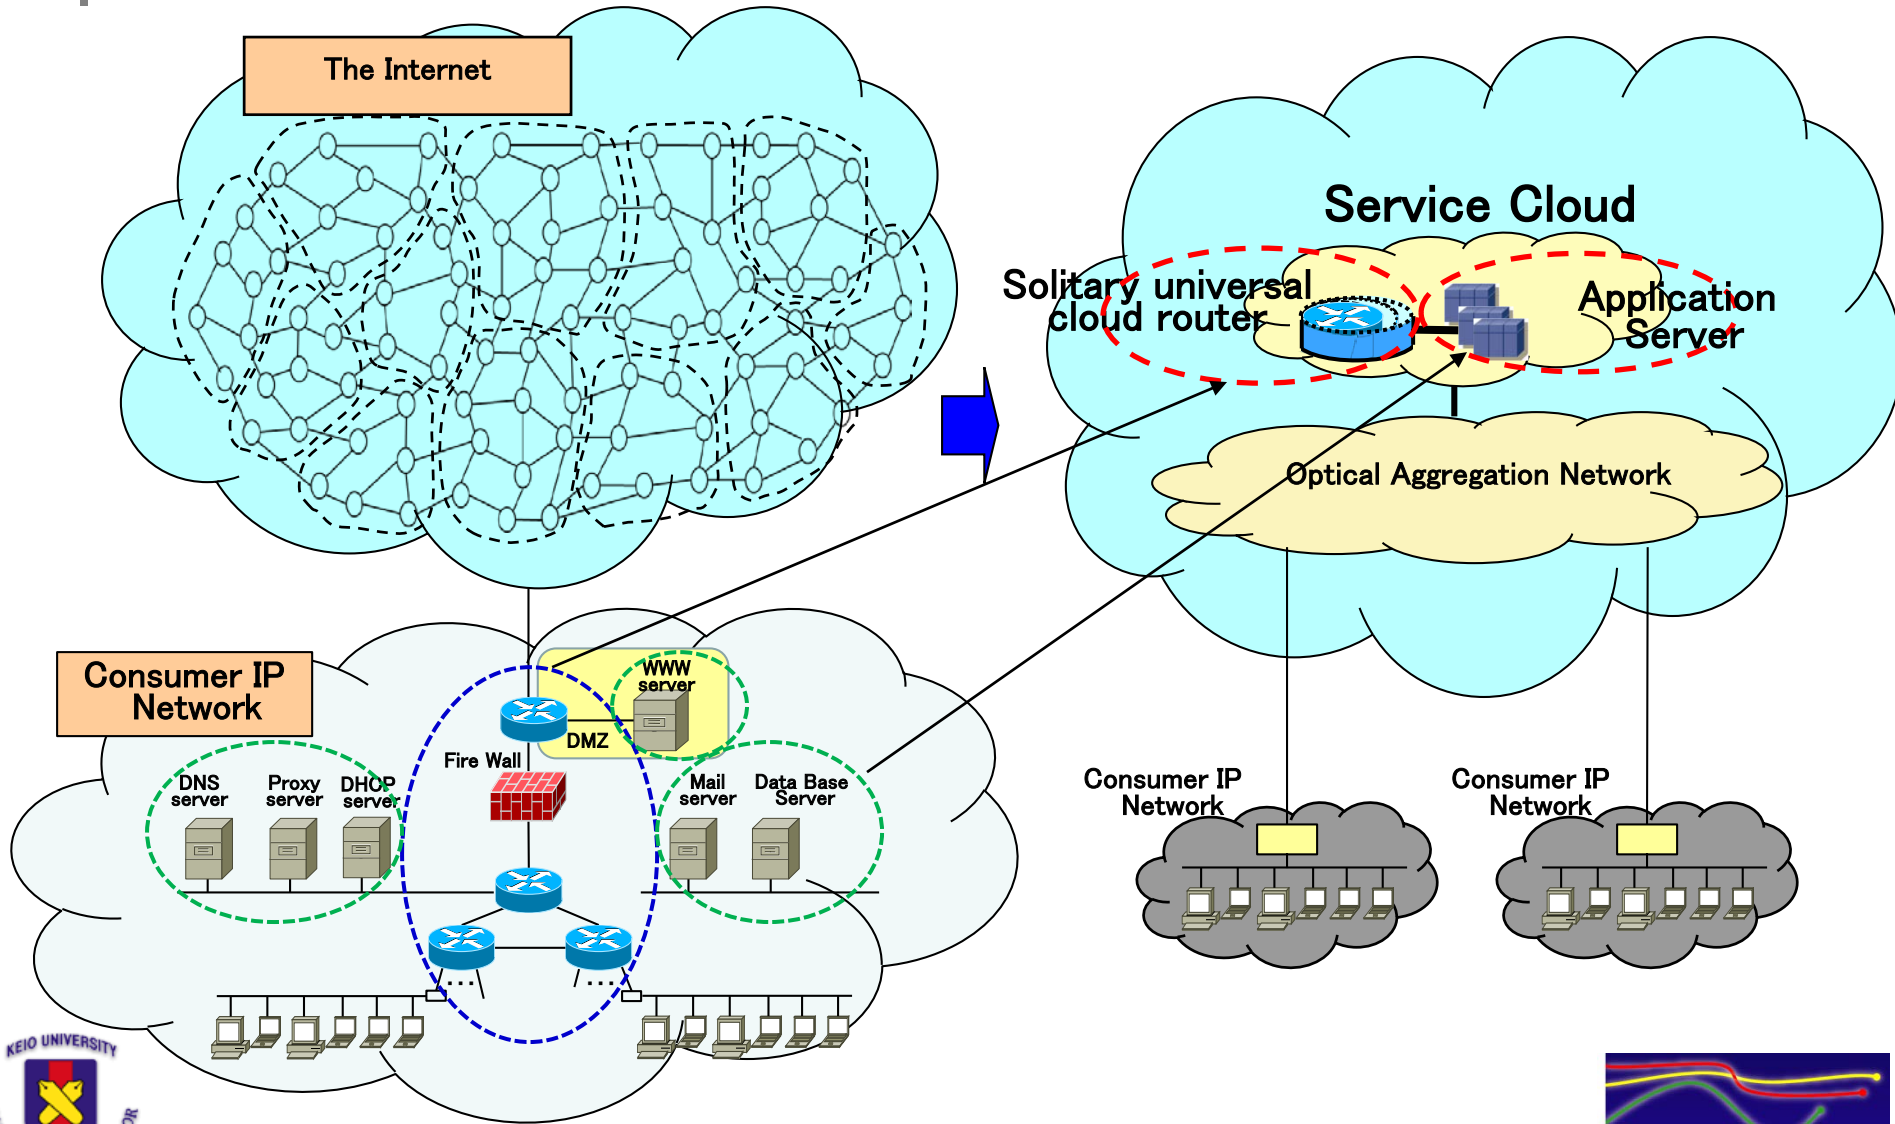 The Internet
Service Cloud
Solitary universal
cloud router
Application
Server
Optical Aggregation Network
Consumer IP
Network
WWW
server
DMZ
Fire Wall
DNS
server
Proxy
server
DHCP
server
Mail
server
Data Base
Server
Consumer IP
Network
Consumer IP
Network
...
...
KEIO UNIVERSITY